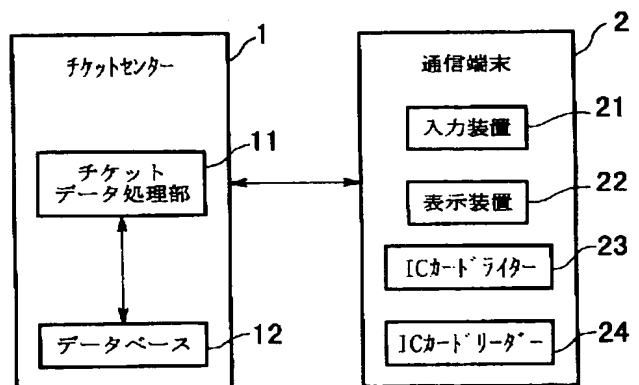 1
チケットセンター
11
チケット
データ処理部
12
データベース
2
通信端末
21
入力装置
22
表示装置
23
ICカードライター
24
ICカードリーダー